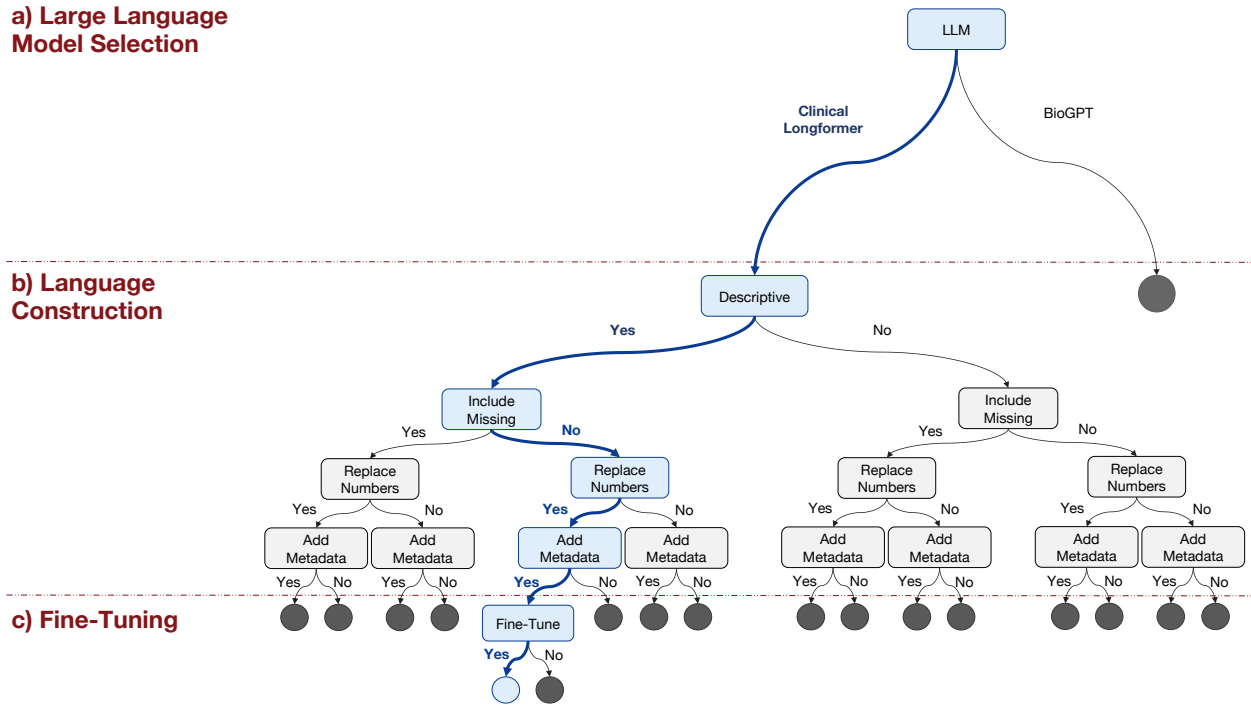 a) Large Language
Model Selection
LLM
Clinical
Longformer
BioGPT
b) Language
Construction
Descriptive
Yes
No
Include
Missing
Include
Missing
Yes
No
Yes
No
Replace
Numbers
Replace
Numbers
Replace
Numbers
Replace
Numbers
Yes
No
Yes
No
Yes
No
Yes
No
Add
Metadata
Add
Metadata
Add
Metadata
Add
Metadata
Add
Metadata
Add
Metadata
Add
Metadata
Add
Metadata
Yes
No
Yes
No
Yes
No
Yes
No
Yes
No
Yes
No
Yes
No
Yes
No
c) Fine-Tuning
Fine-Tune
Yes
No